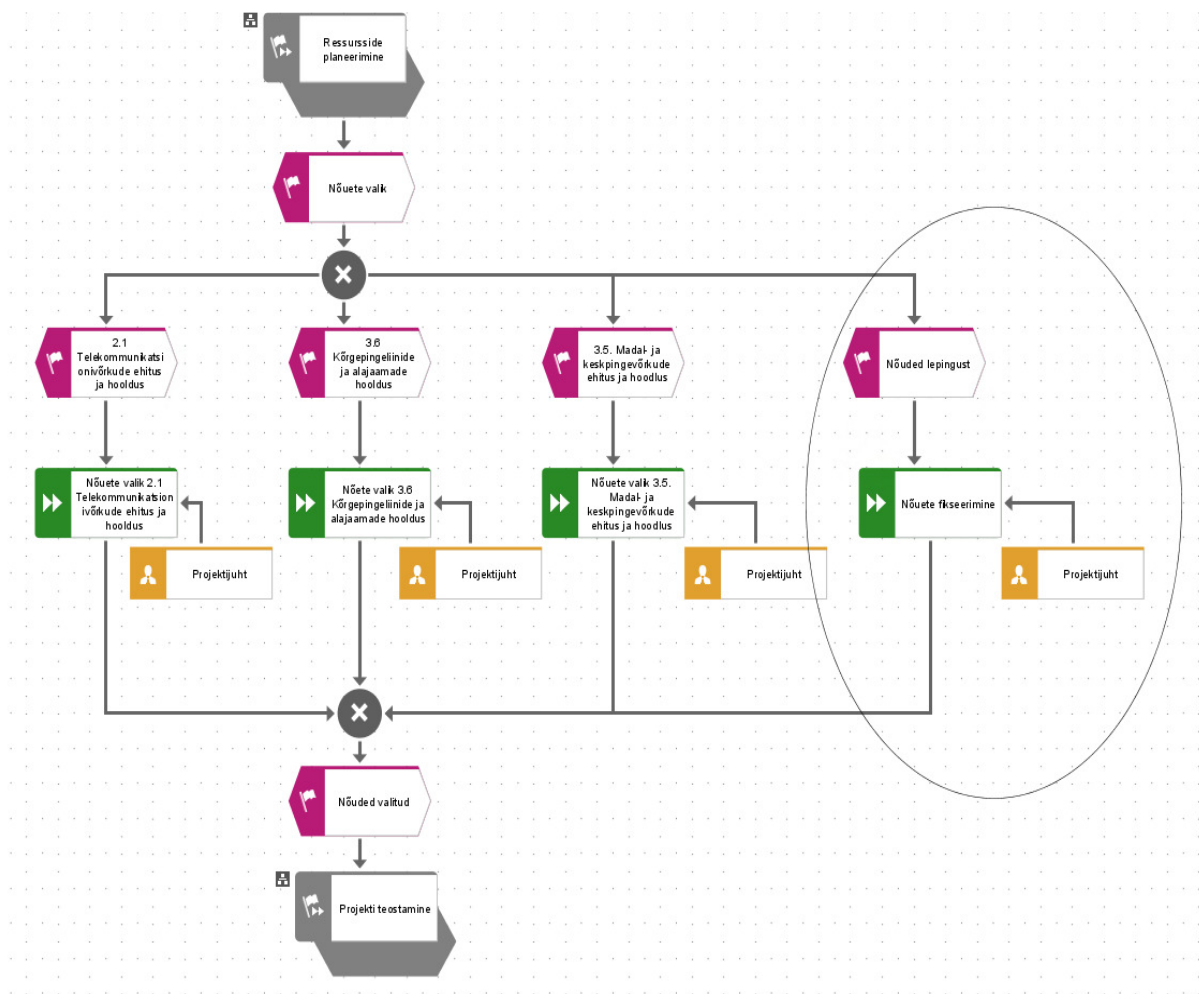 Ressursside
planeerimine
Nõuete valik
2.1
Telekommunikatsi
onivõrkude ehitus
ja hooldus
3.6
Kõrgepingeliinide
ja alajaamade
hooldus
3.5. Madal- ja
keskpingevõrkude
ehitus ja hoodlus
Nõuded lepingust
Nõuete valik 2.1
Telekommunikatsion
ivõrkude ehitus ja
hooldus
Nõete valik 3.6
Kõrgepingeliinide ja
alajaamade hooldus
Nõuete valik 3.5.
Madal- ja
keskpingevõrkude
ehitus ja hoodlus
Nõuete fikseerimine
Projektijuht
Projektijuht
Projektijuht
Projektijuht
Nõuded valitud
Projekti teostamine